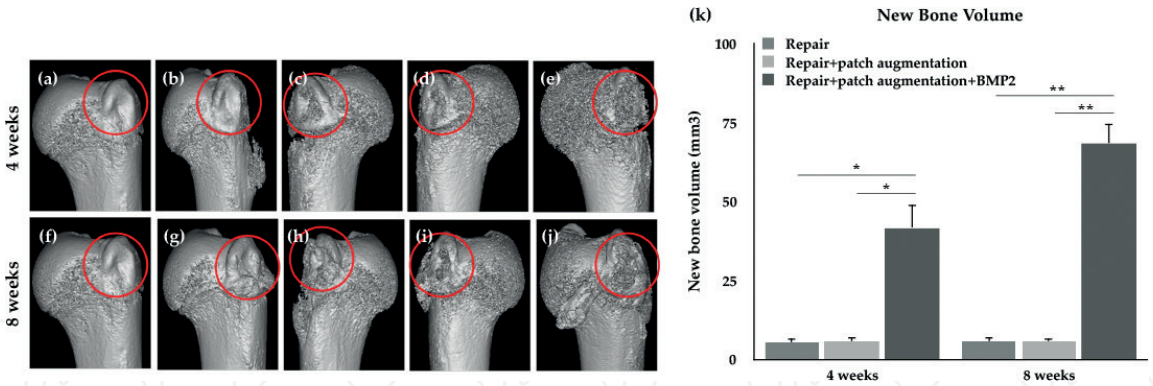 4 weeks
(a)
(b)
(c)
(d)
(e)
8 weeks
(f)
(g)
(h)
(i)
(j)
(k)
New Bone Volume
New bone volume (mm3)
100
75
50
25
0
Repair
Repair+patch augmentation
Repair+patch augmentation+BMP2
*
*
**
**
4 weeks
8 weeks